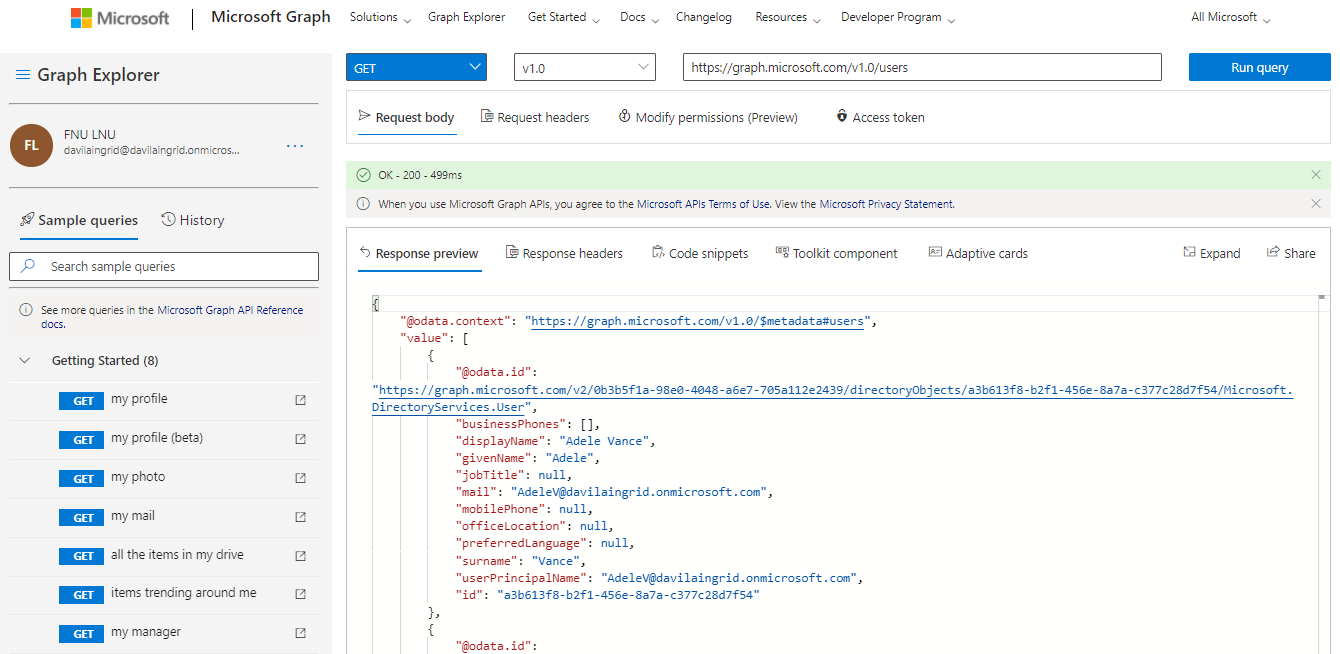 Microsoft
Microsoft Graph
Solutions
Graph Explorer
Get Started
Docs
Changelog
Resources
Developer Program
All Microsoft
Graph Explorer
FL
FNU LNU
davilaingrid@davilaingrid.onmicros...
Sample queries
History
Search sample queries
See more queries in the Microsoft Graph API Reference
docs.
Getting Started (8)
GET my profile
GET my profile (beta)
GET my photo
GET my mail
GET all the items in my drive
GET items trending around me
GET my manager
GET
v1.0
https://graph.microsoft.com/v1.0/users
Run query
Request body
Request headers
Modify permissions (Preview)
Access token
OK - 200 - 499ms
When you use Microsoft Graph APIs, you agree to the Microsoft APIs Terms of Use. View the Microsoft Privacy Statement.
Response preview
Response headers
Code snippets
Toolkit component
Adaptive cards
Expand
Share
{
"@odata.context": "https://graph.microsoft.com/v1.0/$metadata#users",
"value": [
{
"@odata.id":
"https://graph.microsoft.com/v2/0b3b5f1a-98e0-4048-a6e7-705a112e2439/directoryObjects/a3b613f8-b2f1-456e-8a7a-c377c28d7f54/Microsoft.
DirectoryServices.User",
"businessPhones": [],
"displayName": "Adele Vance",
"givenName": "Adele",
"jobTitle": null,
"mail": "AdeleV@davilaingrid.onmicrosoft.com",
"mobilePhone": null,
"officeLocation": null,
"preferredLanguage": null,
"surname": "Vance",
"userPrincipalName": "AdeleV@davilaingrid.onmicrosoft.com",
"id": "a3b613f8-b2f1-456e-8a7a-c377c28d7f54"
},
{
"@odata.id":